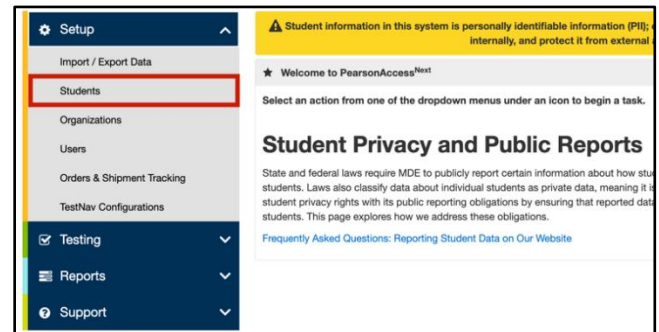 Setup
Import / Export Data
Students
Organizations
Users
Orders & Shipment Tracking
TestNav Configurations
Testing
Reports
Support
Student information in this system is personally identifiable information (PII);
internally, and protect it from external
Welcome to PearsonAccessNext
Select an action from one of the dropdown menus under an icon to begin a task.
Student Privacy and Public Reports
State and federal laws require MDE to publicly report certain information about how
students. Laws also classify data about individual students as private data, meaning it
student privacy rights with its public reporting obligations by ensuring that reported
students. This page explores how we address these obligations.
Frequently Asked Questions: Reporting Student Data on Our Website